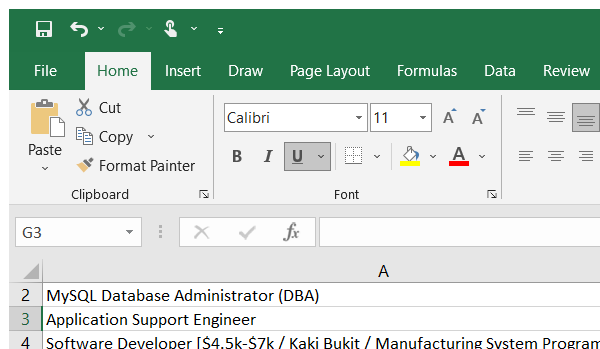 File Home Insert Draw Page Layout Formulas Data Review
Cut
Copy
Format Painter
Paste
Clipboard
Calibri 11 A A
B I U A
Font
G3 fx
A
2 MySQL Database Administrator (DBA)
3 Application Support Engineer
4 Software Developer [$4.5k-$7k / Kaki Bukit / Manufacturing System Program